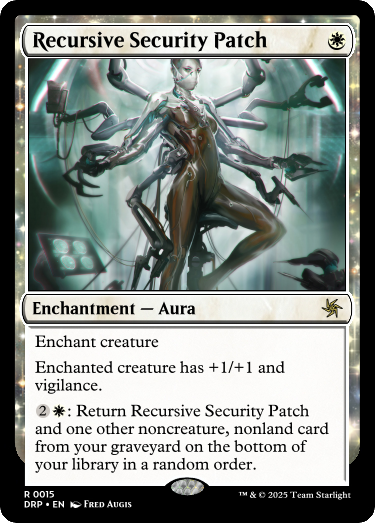 Recursive Security Patch
Enchantment — Aura
Enchant creature
Enchanted creature has +1/+1 and
vigilance.
2 : Return Recursive Security Patch
and one other noncreature, nonland card
from your graveyard on the bottom of
your library in a random order.
R 0015
DRP • EN Fred Augis
™ & © 2025 Team Starlight